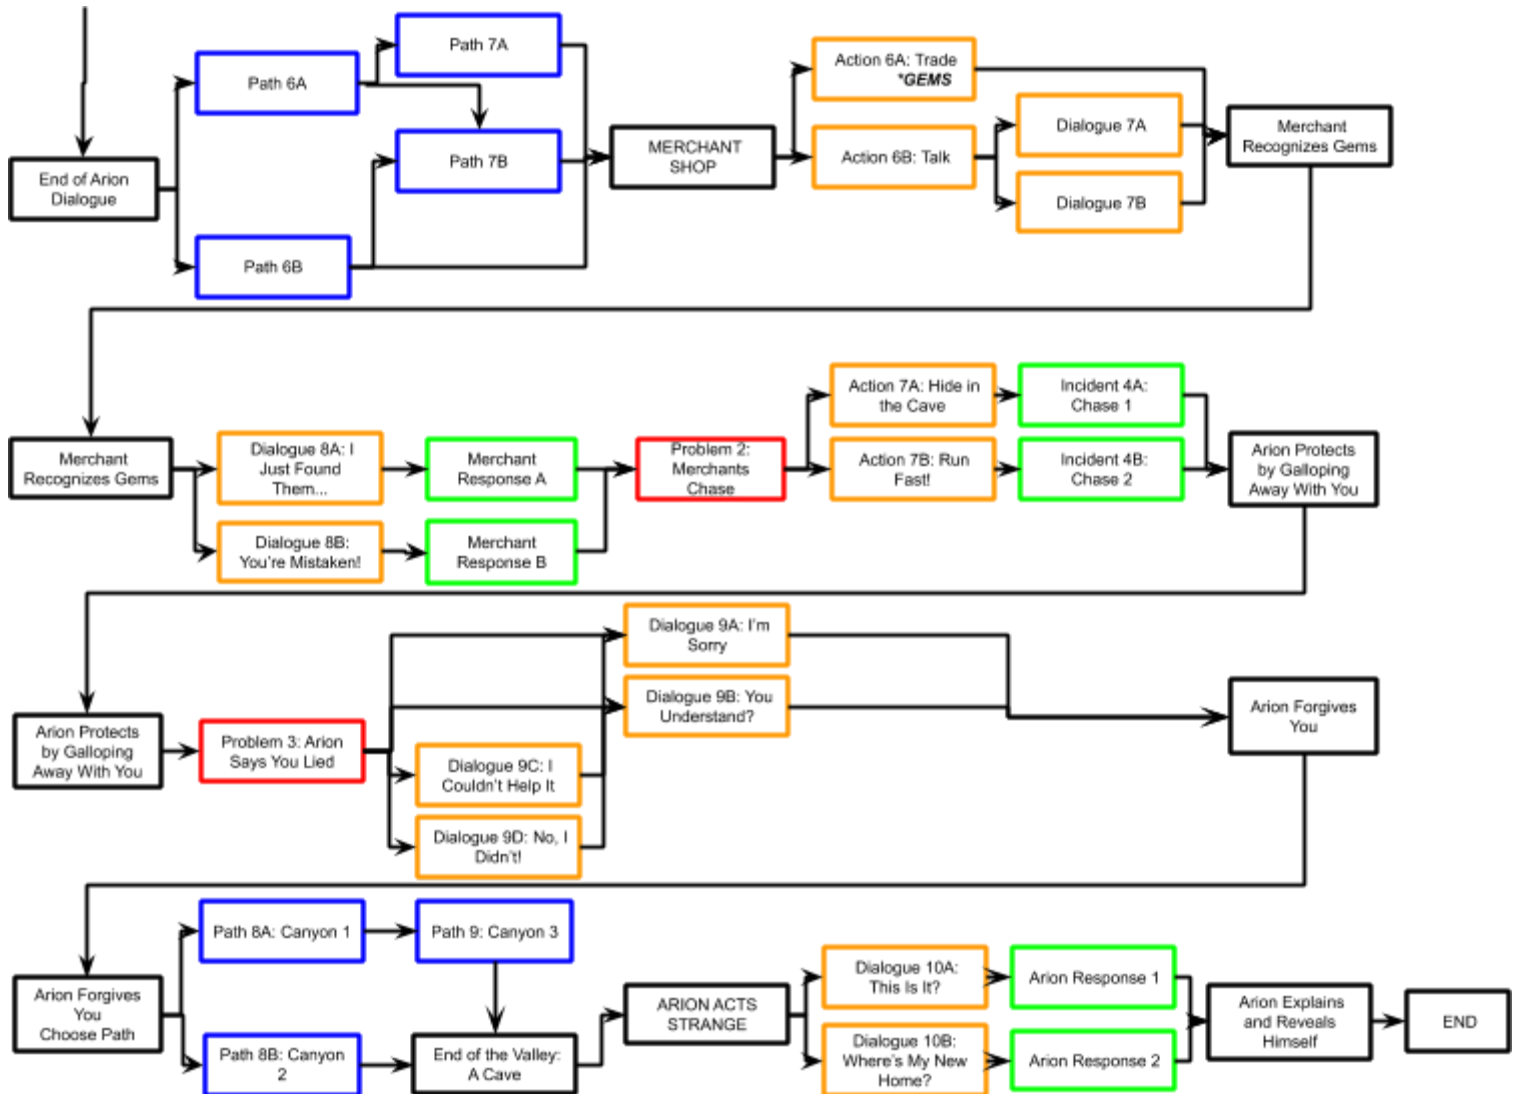 Path 7A
Path 6A
Action 6A: Trade
*GEMS
Dialogue 7A
Merchant
Recognizes Gems
MERCHANT
SHOP
Path 7B
Action 6B: Talk
End of Arion
Dialogue
Dialogue 7B
Path 6B
Action 7A: Hide in
the Cave
Incident 4A:
Chase 1
Merchant
Recognizes Gems
Dialogue 8A: I
Just Found
Them...
Merchant
Response A
Problem 2:
Merchants
Chase
Action 7B: Run
Fast!
Incident 4B:
Chase 2
Arion Protects
by Galloping
Away With You
Dialogue 8B:
You're Mistaken!
Merchant
Response B
Dialogue 9A: I'm
Sorry
Dialogue 9B: You
Understand?
Arion Forgives
You
Arion Protects
by Galloping
Away With You
Problem 3: Arion
Says You Lied
Dialogue 9C: I
Couldn't Help It
Dialogue 9D: No, I
Didn't!
Path 8A: Canyon 1
Path 9: Canyon 3
Arion Forgives
You
Choose Path
ARION ACTS
STRANGE
Dialogue 10A:
This Is It?
Arion Response 1
Arion Explains
and Reveals
Himself
END
Path 8B: Canyon
2
End of the Valley:
A Cave
Dialogue 10B:
Where's My New
Home?
Arion Response 2